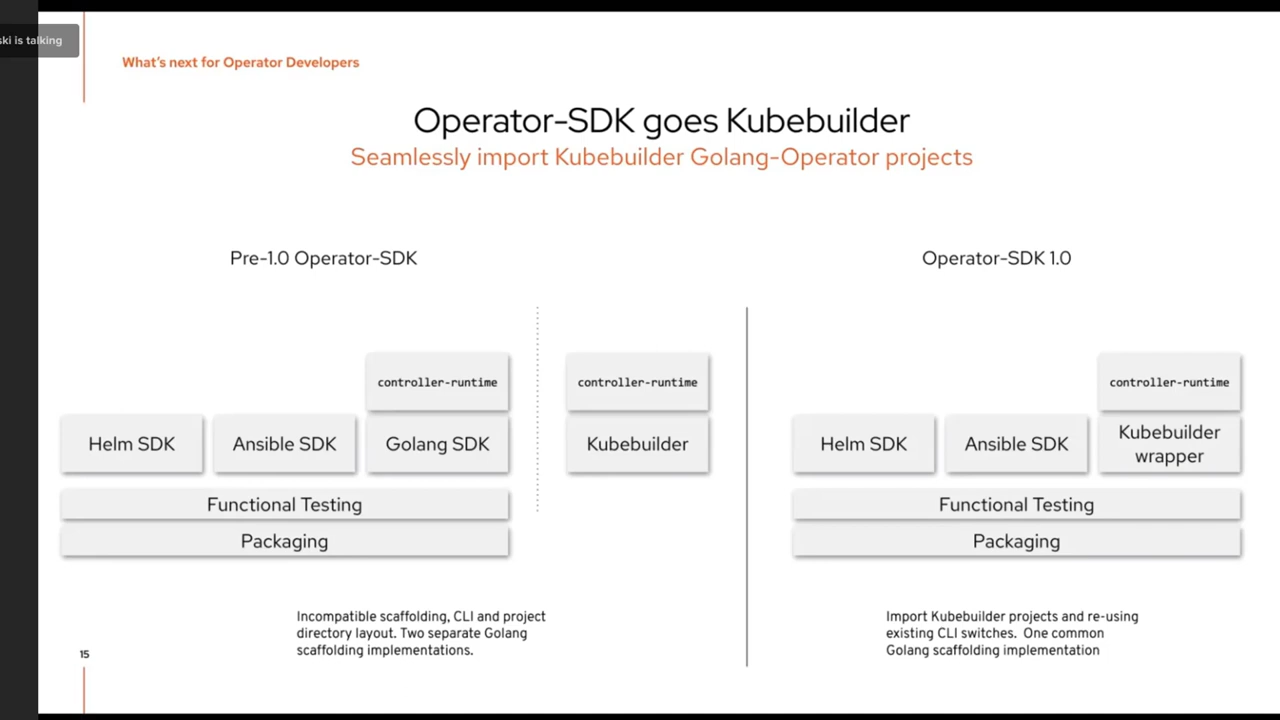 ski is talking
What's next for Operator Developers
Operator-SDK goes Kubebuilder
Seamlessly import Kubebuilder Golang-Operator projects
Pre-1.0 Operator-SDK
controller-runtime
controller-runtime
Helm SDK
Ansible SDK
Golang SDK
Kubebuilder
Functional Testing
Packaging
Incompatible scaffolding, CLI and project
directory layout. Two separate Golang
scaffolding implementations.
Operator-SDK 1.0
controller-runtime
Helm SDK
Ansible SDK
Kubebuilder
wrapper
Functional Testing
Packaging
Import Kubebuilder projects and re-using
existing CLI switches. One common
Golang scaffolding implementation
15